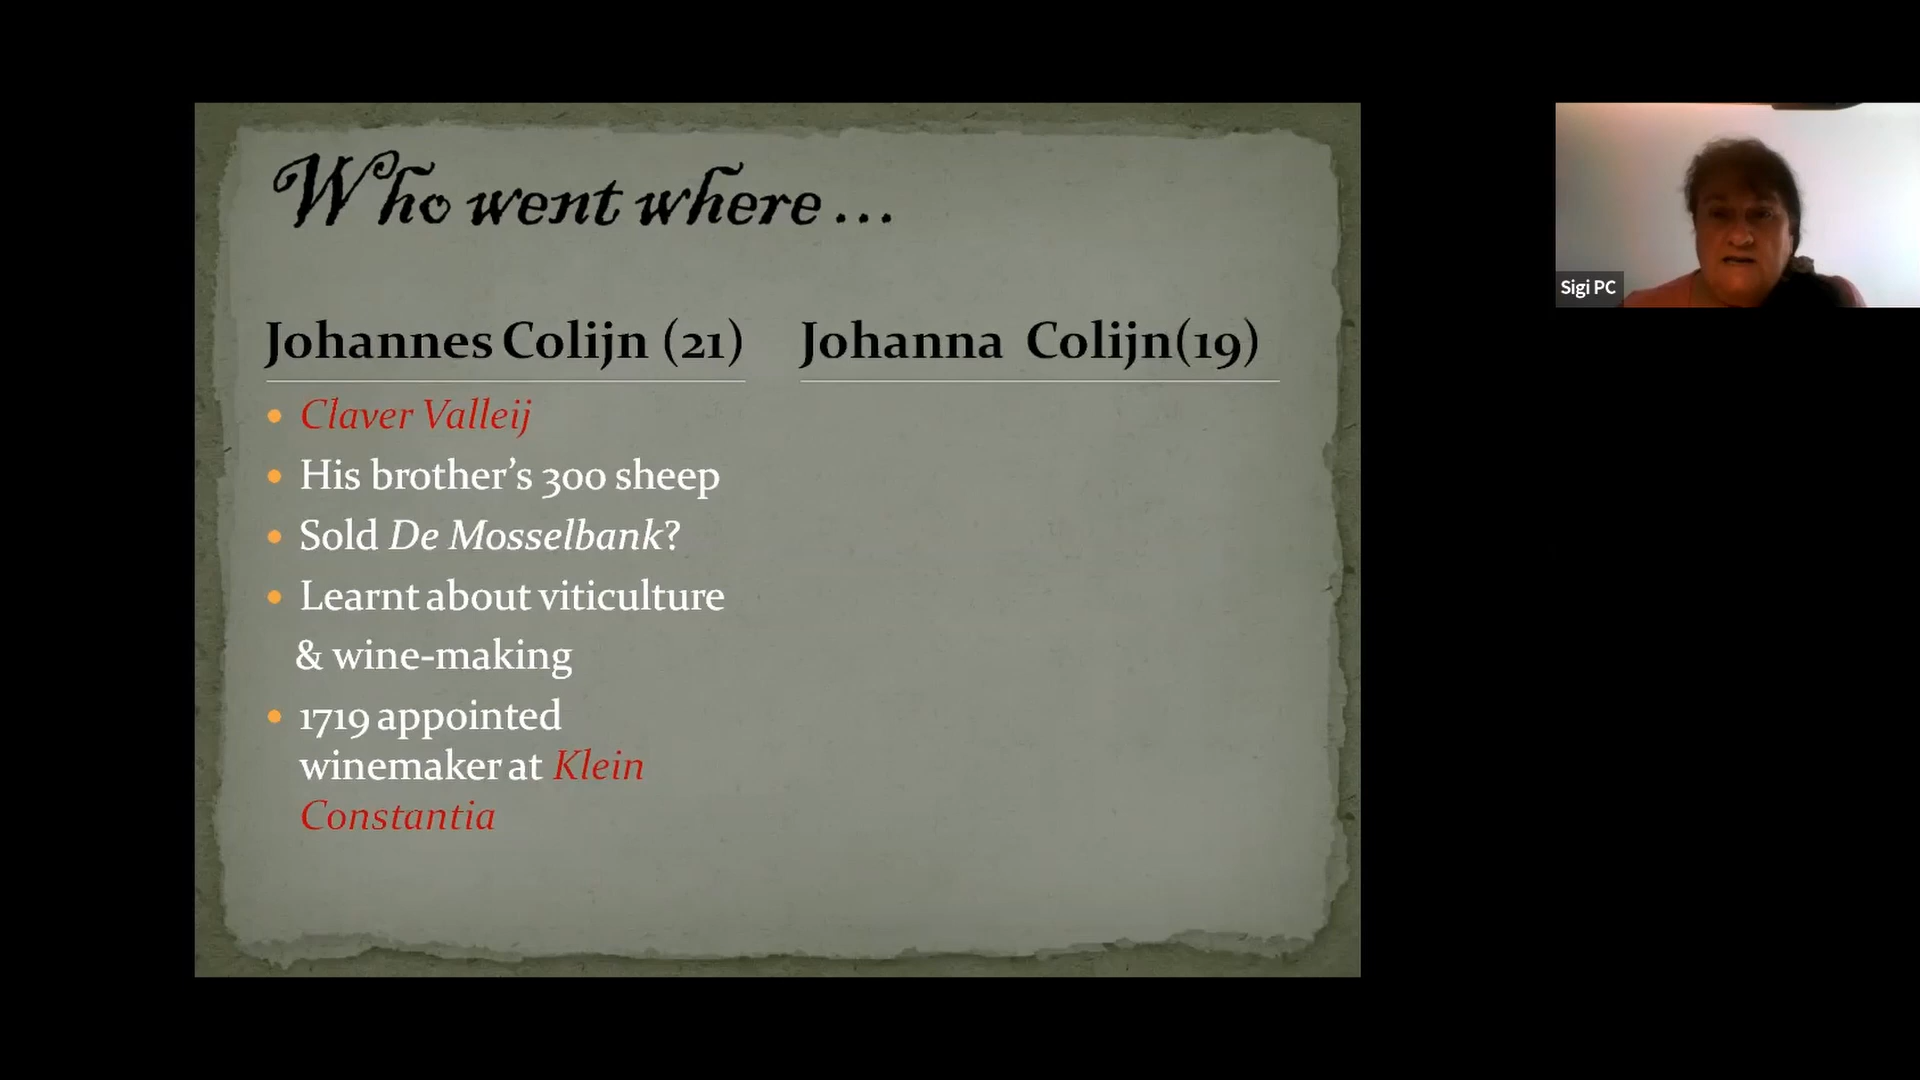 Who went where ...
Johannes Colijn (21)
Claver Valleij
His brother's 300 sheep
Sold De Mosselbank?
Learnt about viticulture
& wine-making
1719 appointed
winemaker at Klein
Constantia
Johanna Colijn(19)
Sigi PC